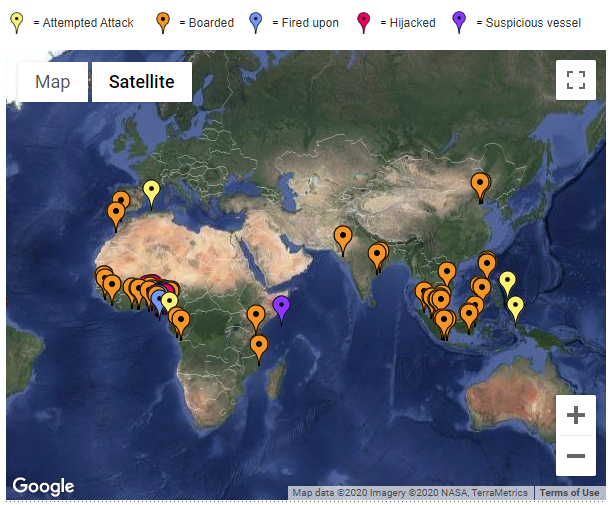 = Attempted Attack = Boarded = Fired upon = Hijacked = Suspicious vessel
Map Satellite
Google Map data ©2020 Imagery ©2020 NASA, TerraMetrics Terms of Use